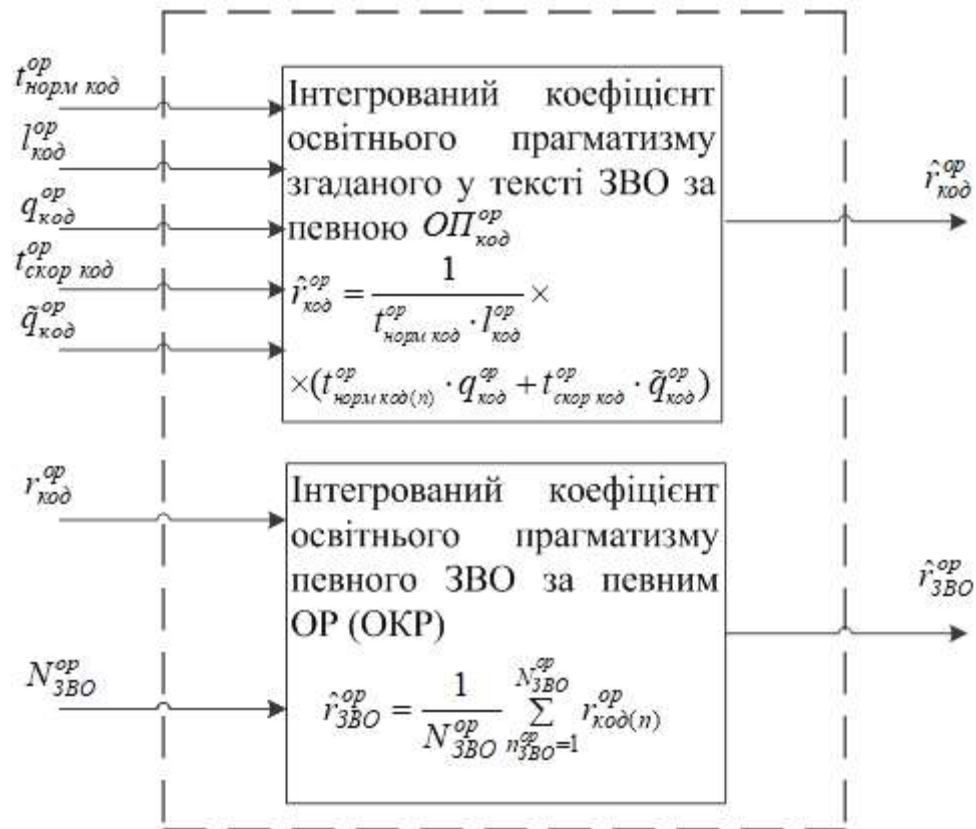 t^{op}_{норм код}
l^{op}_{код}
q^{op}_{код}
t^{op}_{скор код}
q̃^{op}_{код}
Інтегрований коефіцієнт
освітнього прагматизму
згаданого у тексті ЗВО за
певною ОП^{op}_{код}
r̂^{op}_{код} = \frac{1}{t^{op}_{норм код} · l^{op}_{код}} ×
×(t^{op}_{норм код(n)} · q^{op}_{код} + t^{op}_{скор код} · q̃^{op}_{код})
r̂^{op}_{код}
r^{op}_{код}
N^{op}_{ЗВО}
Інтегрований коефіцієнт
освітнього прагматизму
певного ЗВО за певним
ОР (ОКР)
r̂^{op}_{ЗВО} = \frac{1}{N^{op}_{ЗВО}} \sum_{n^{op}_{ЗВО}=1}^{N^{op}_{ЗВО}} r^{op}_{код(n)}
r̂^{op}_{ЗВО}